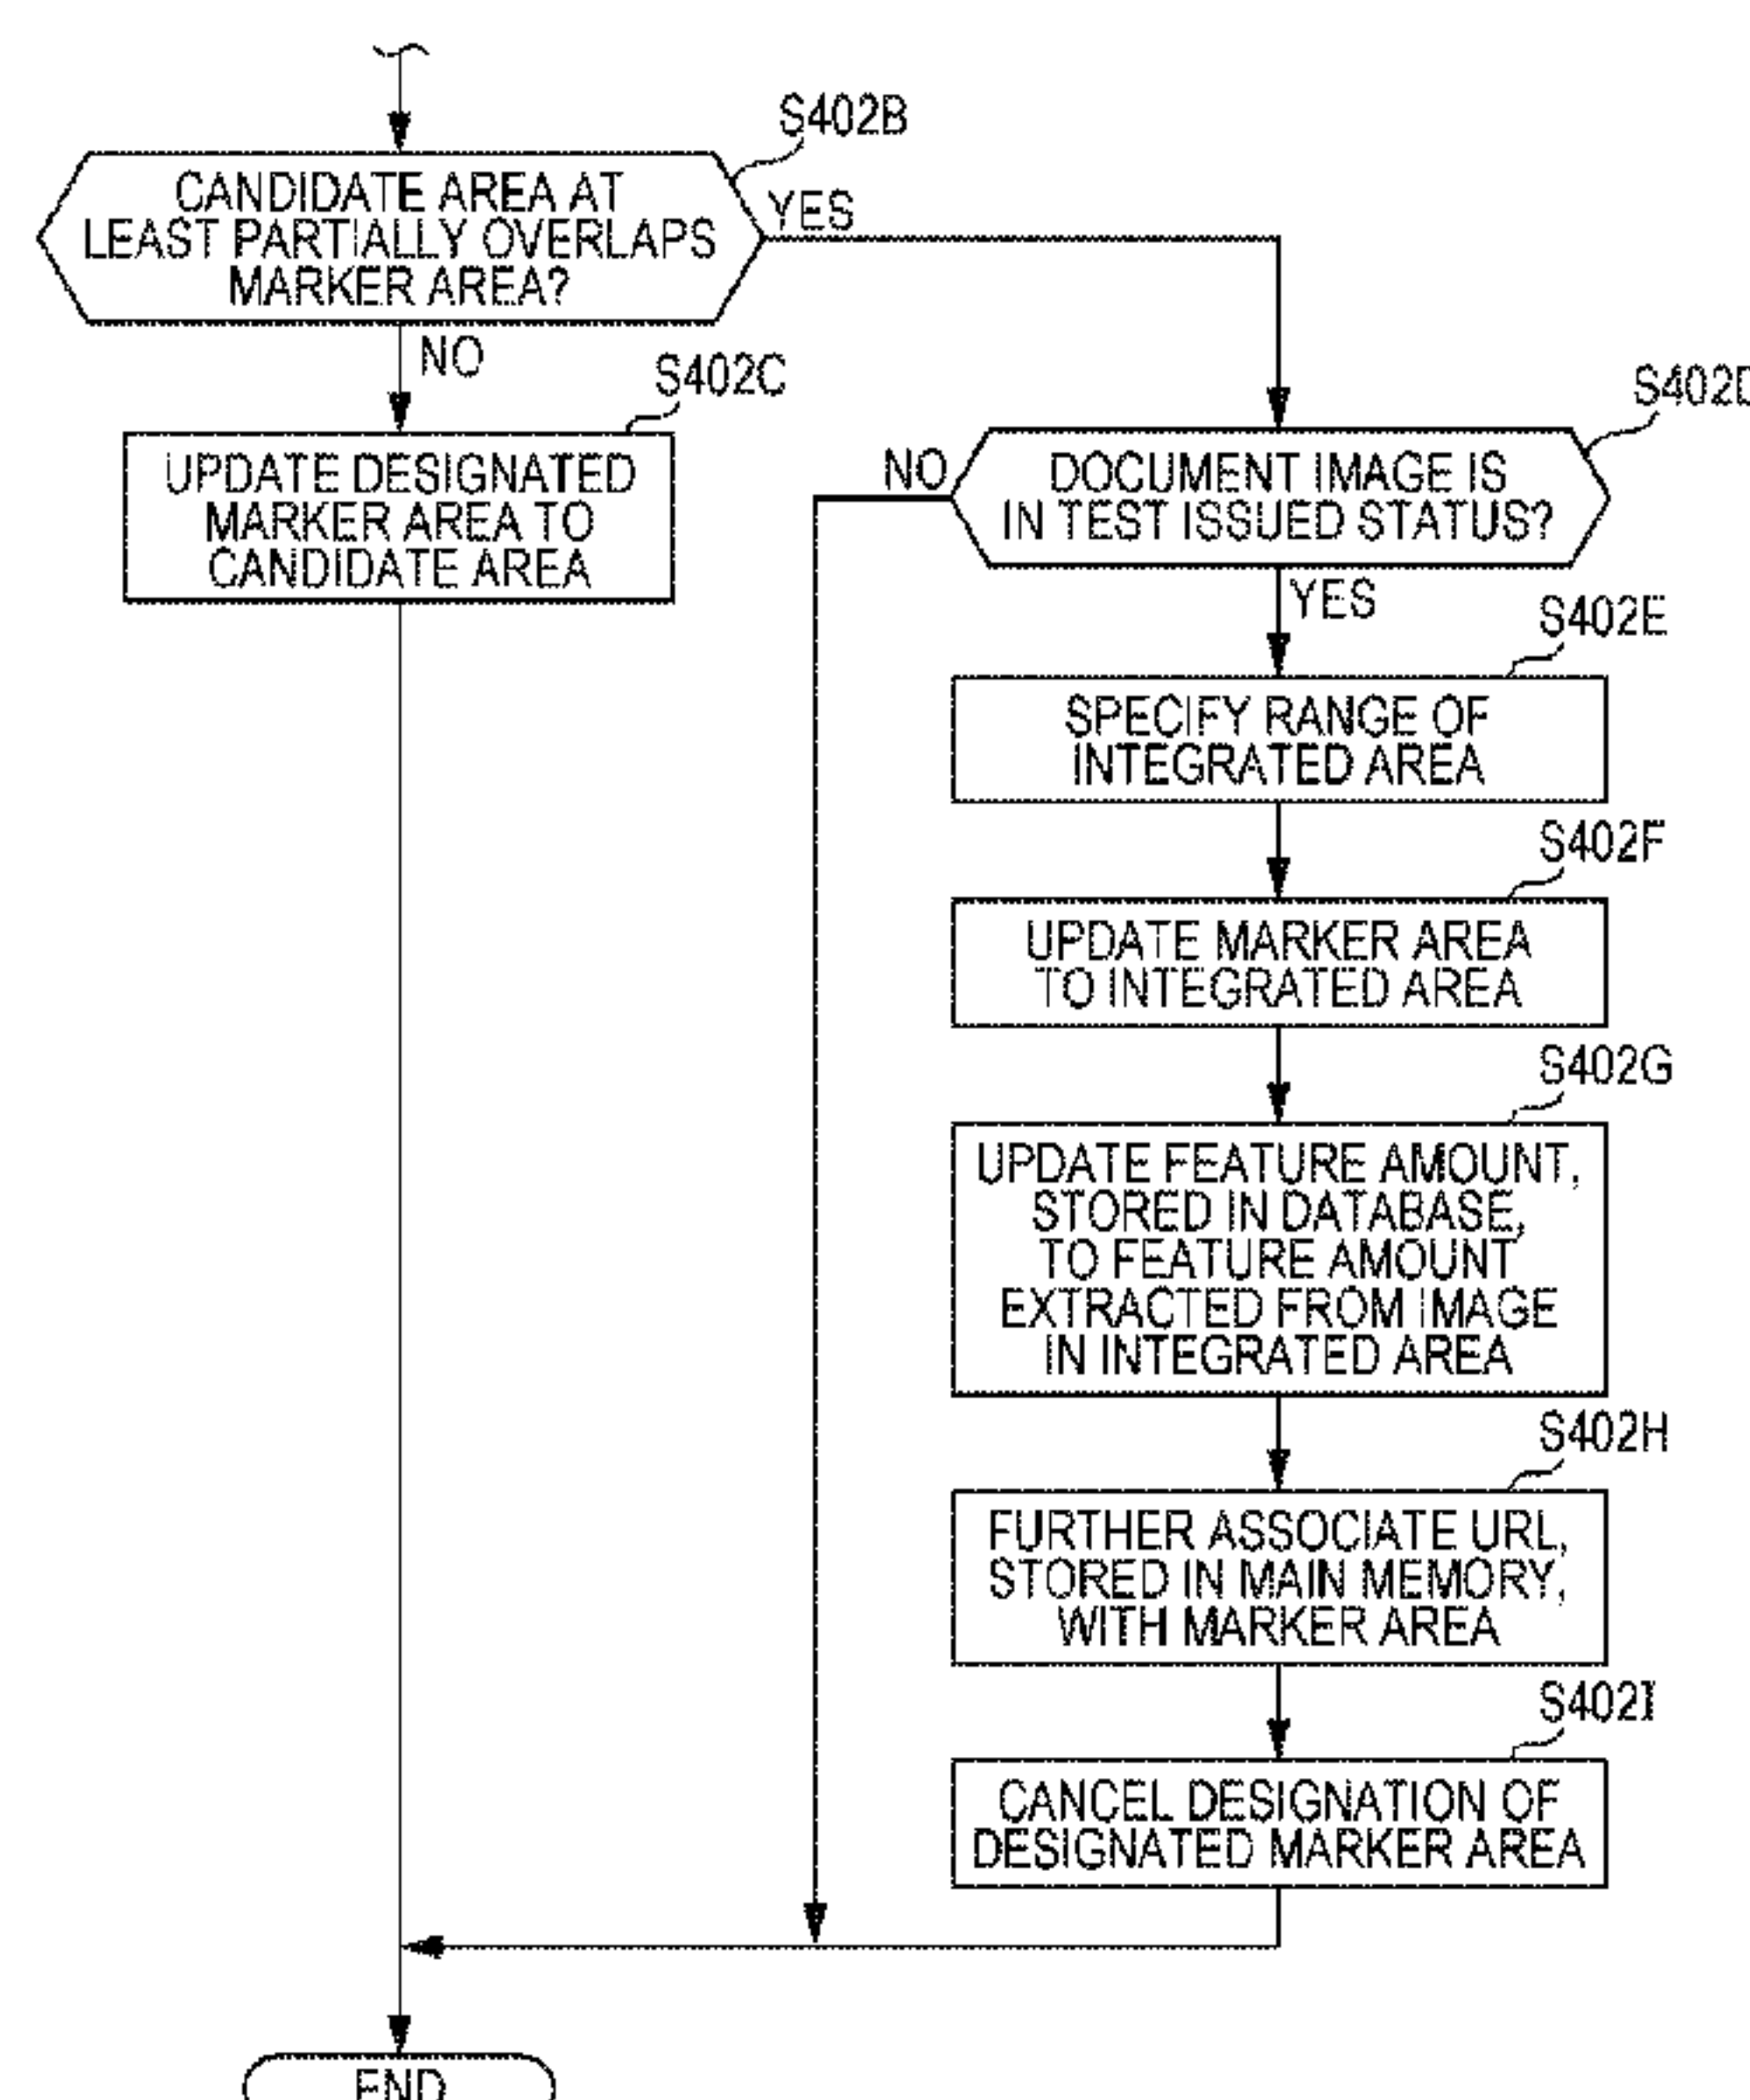 S402B
CANDIDATE AREA AT
LEAST PARTIALLY OVERLAPS
MARKER AREA?
YES
NO
S402C
UPDATE DESIGNATED
MARKER AREA TO
CANDIDATE AREA
S402D
NO
DOCUMENT IMAGE IS
IN TEST ISSUED STATUS?
YES
S402E
SPECIFY RANGE OF
INTEGRATED AREA
S402F
UPDATE MARKER AREA
TO INTEGRATED AREA
S402G
UPDATE FEATURE AMOUNT,
STORED IN DATABASE,
TO FEATURE AMOUNT
EXTRACTED FROM IMAGE
IN INTEGRATED AREA
S402H
FURTHER ASSOCIATE URL,
STORED IN MAIN MEMORY,
WITH MARKER AREA
S402I
CANCEL DESIGNATION OF
DESIGNATED MARKER AREA
END